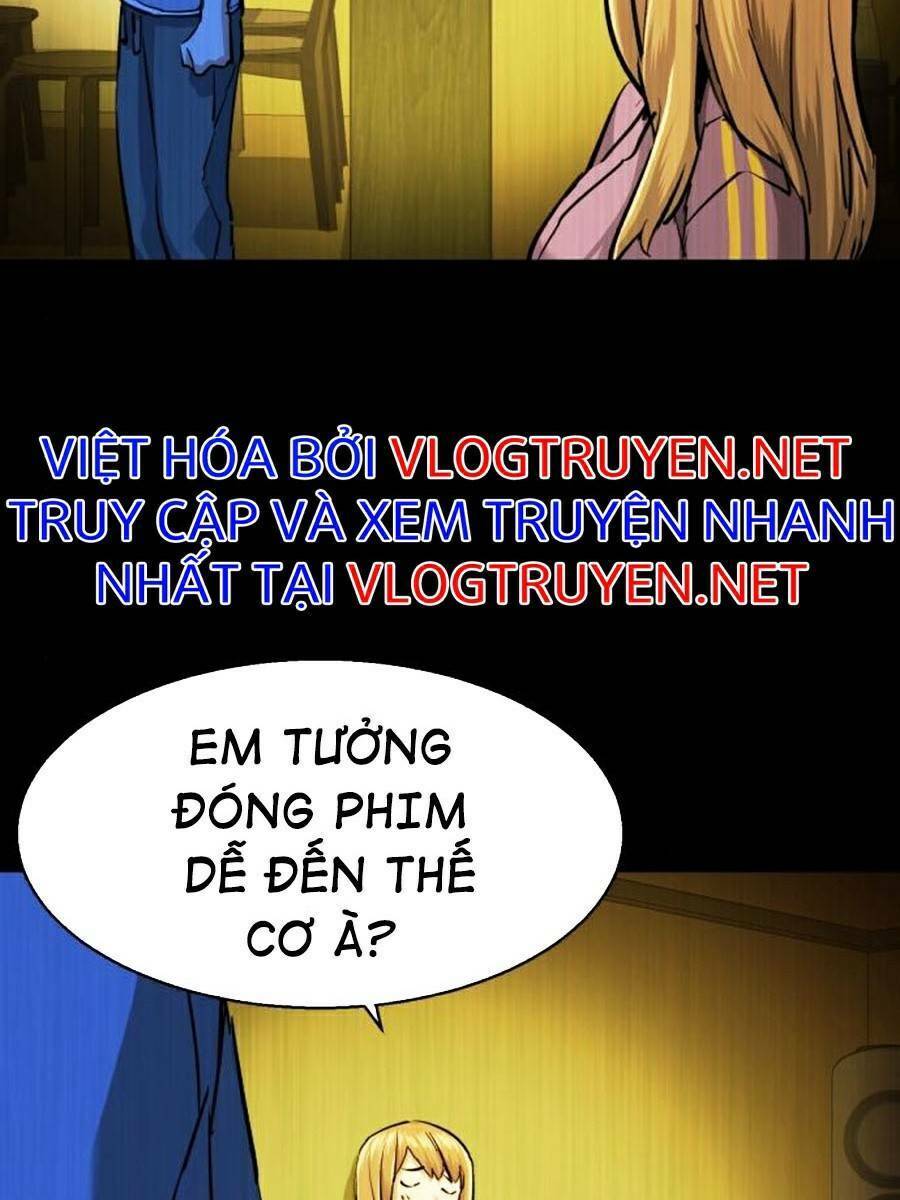 VIỆT HÓA BỞI VLOGTRUYEN.NET
TRUY CẬP VÀ XEM TRUYỆN NHANH
NHẤT TẠI VLOGTRUYEN.NET
EM TƯỞNG
ĐÓNG PHIM
DỄ ĐẾN THẾ
CƠ À?